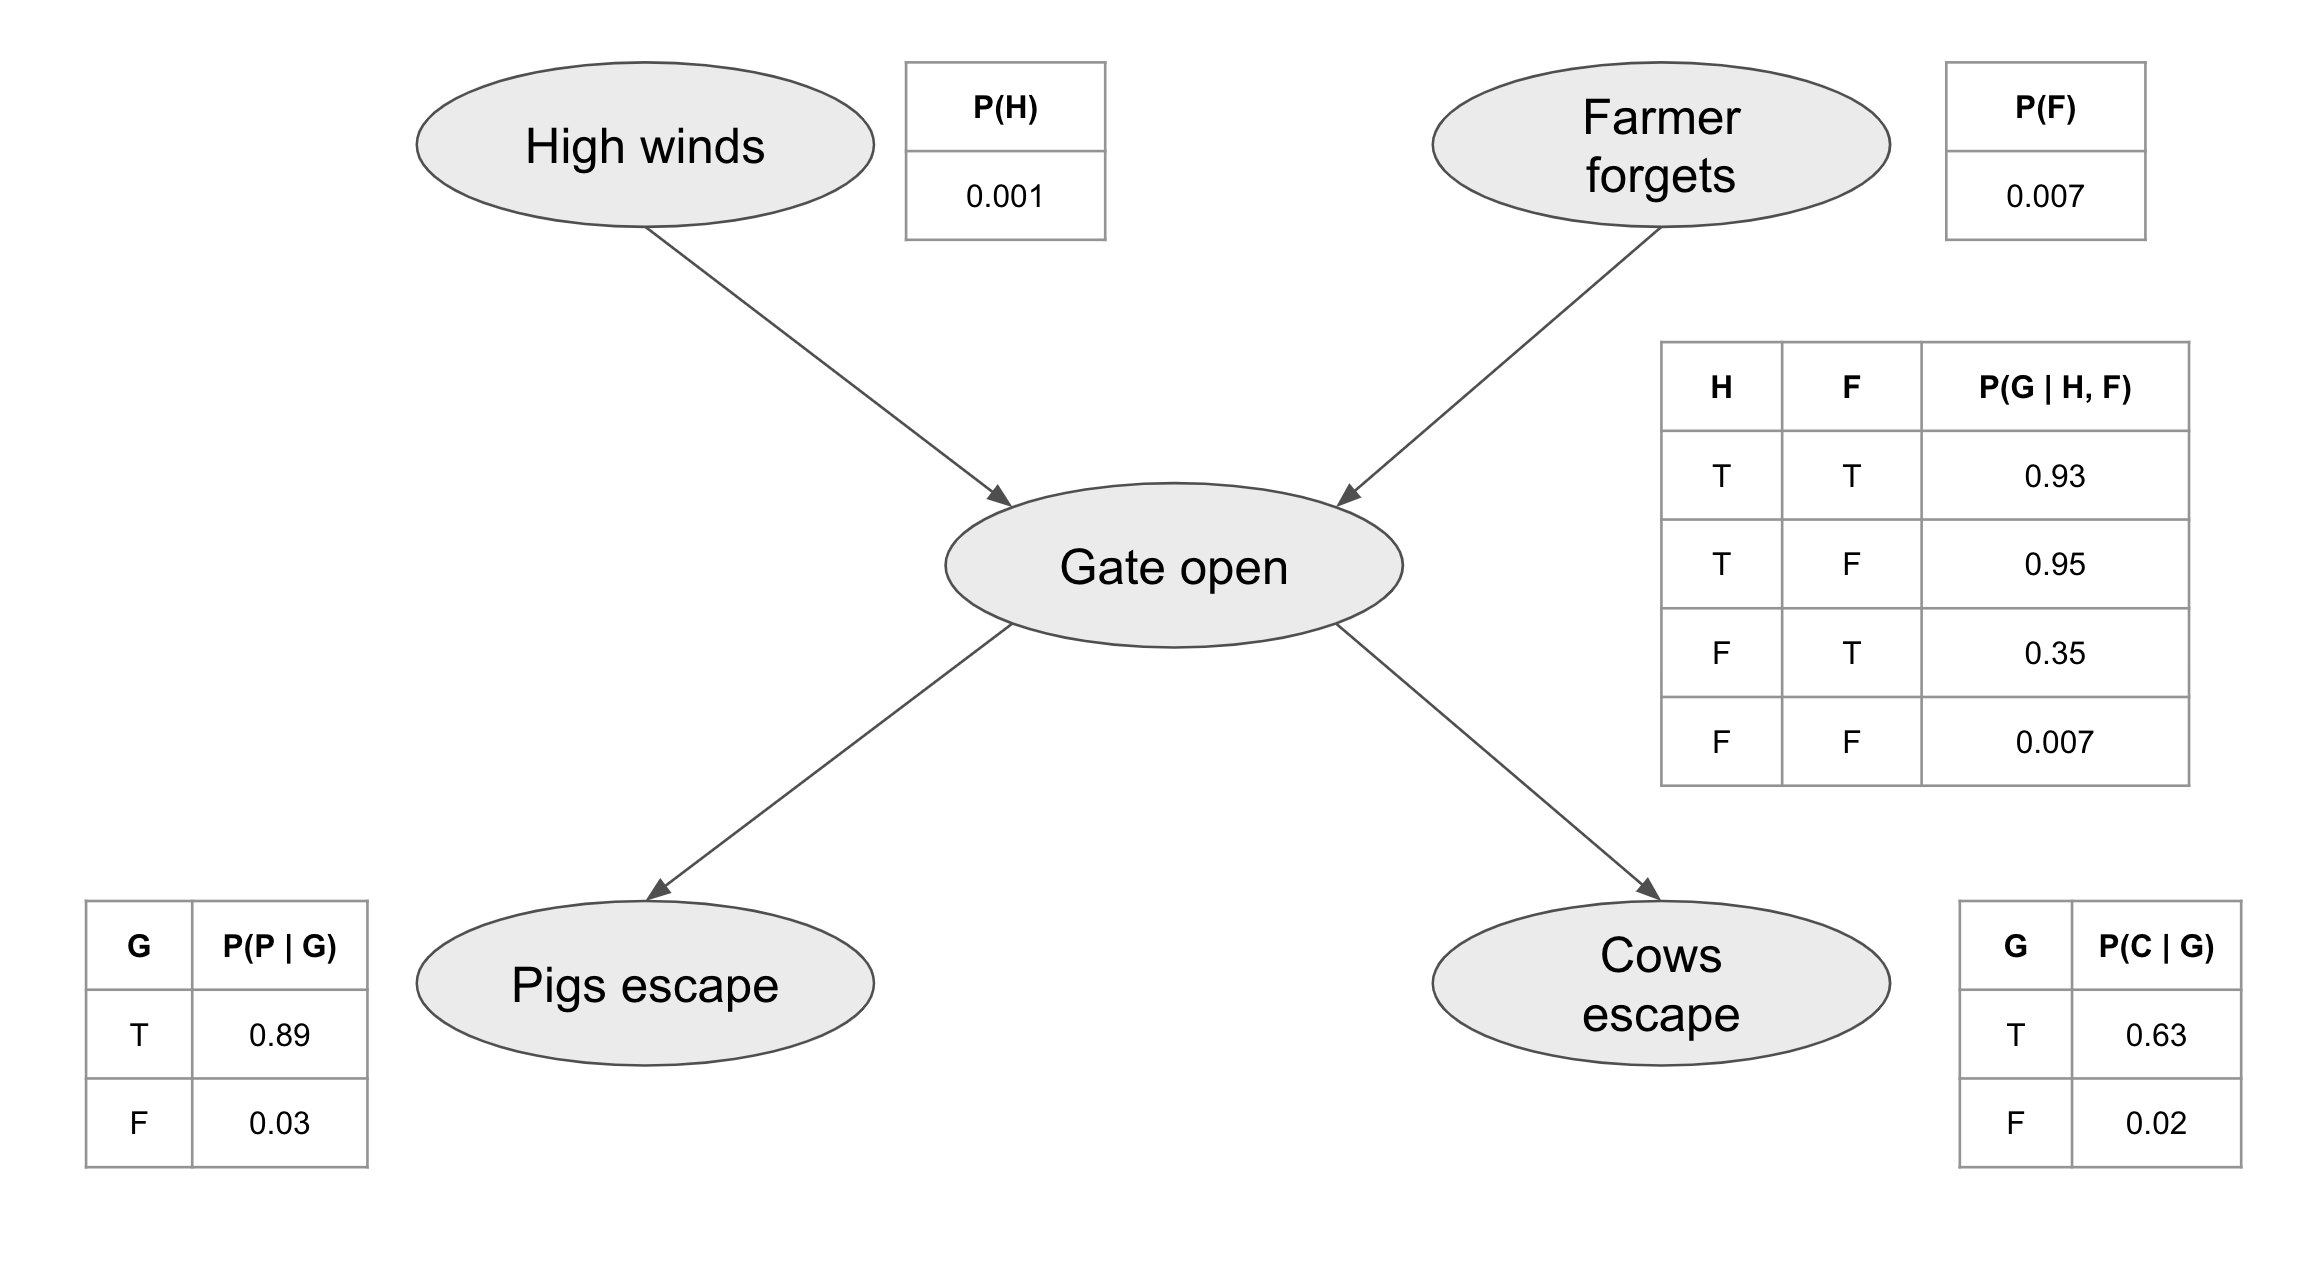 High winds
P(H)
0.001
Farmer
forgets
P(F)
0.007
H F P(G | H, F)
T T 0.93
T F 0.95
F T 0.35
F F 0.007
Gate open
G P(P | G)
T 0.89
F 0.03
Pigs escape
Cows
escape
G P(C | G)
T 0.63
F 0.02